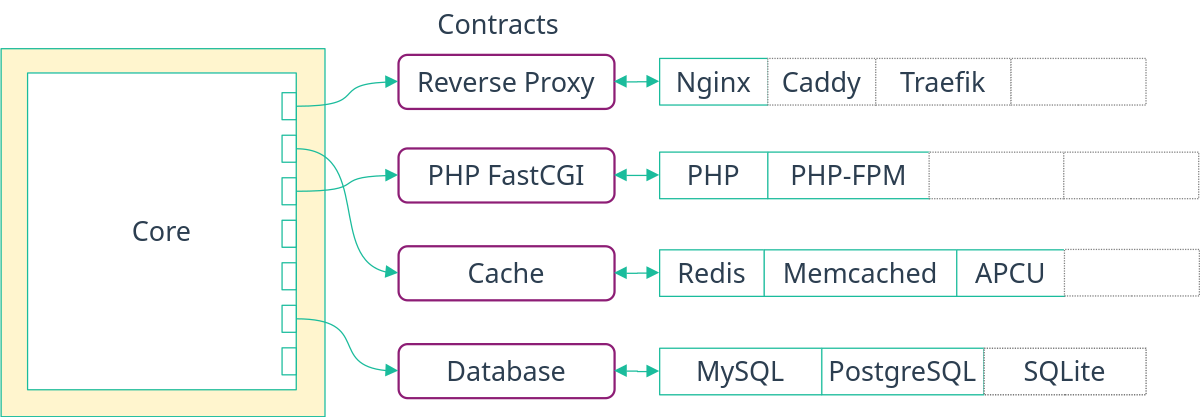 Contracts
Reverse Proxy
Nginx
Caddy
Traefik
PHP FastCGI
PHP
PHP-FPM
Core
Cache
Redis
Memcached
APCU
Database
MySQL
PostgreSQL
SQLite